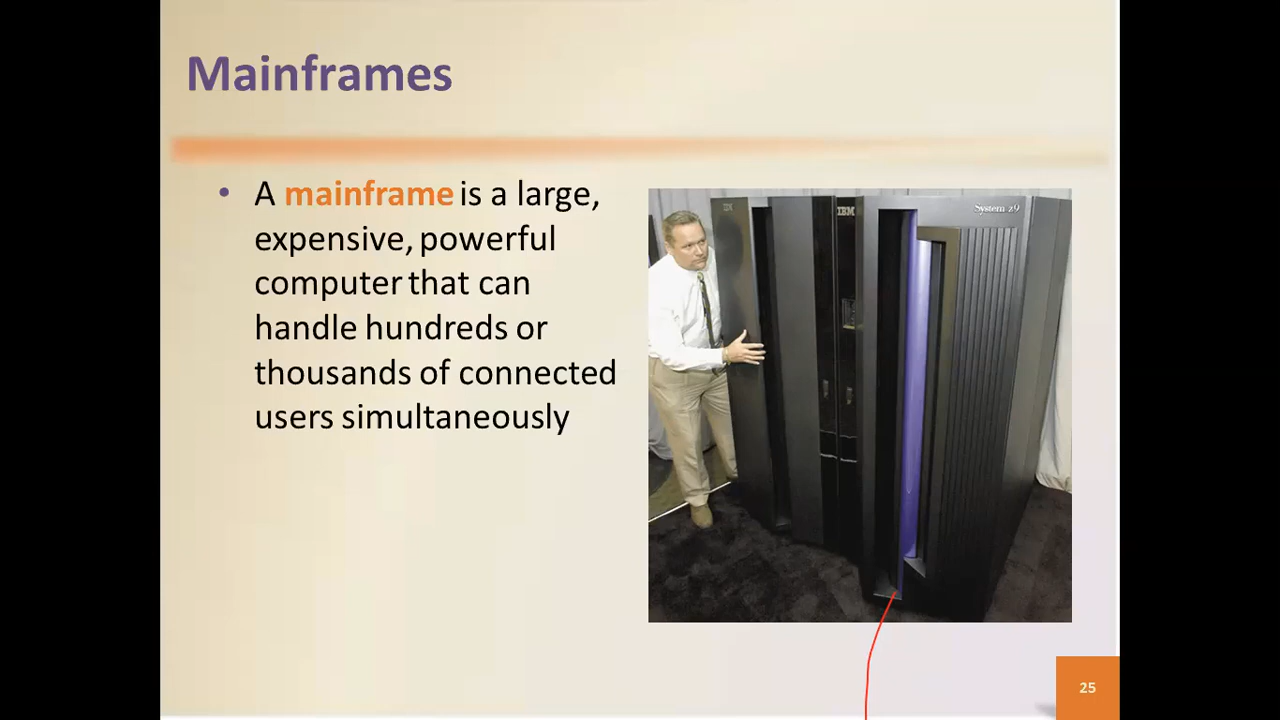 Mainframes
• A mainframe is a large,
expensive, powerful
computer that can
handle hundreds or
thousands of connected
users simultaneously
IBM
IBM
System z9
25